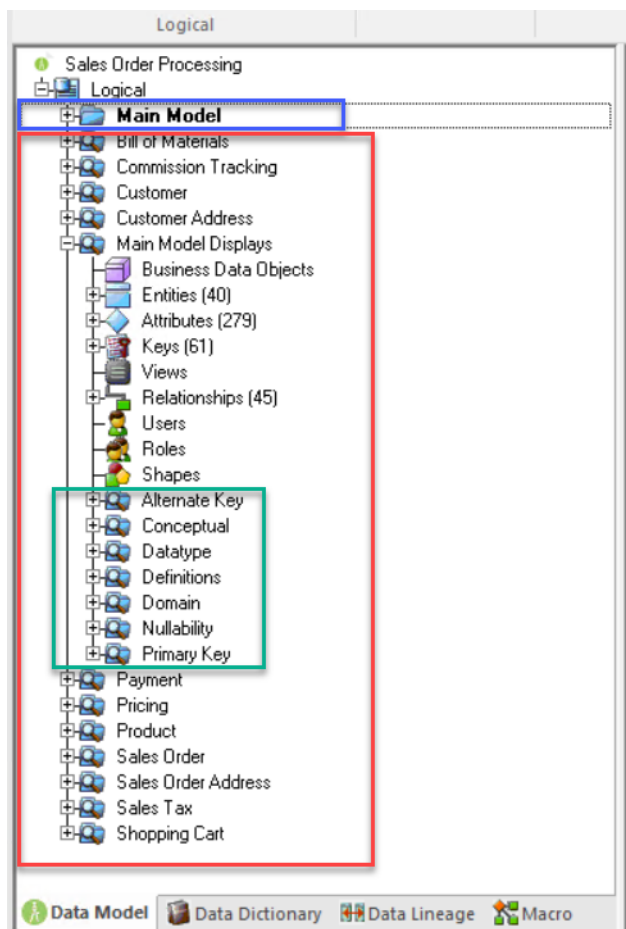 Logical
Sales Order Processing
Logical
Main Model
Bill of Materials
Commission Tracking
Customer
Customer Address
Main Model Displays
Business Data Objects
Entities (40)
Attributes (279)
Keys (61)
Views
Relationships (45)
Users
Roles
Shapes
Alternate Key
Conceptual
Datatype
Definitions
Domain
Nullability
Primary Key
Payment
Pricing
Product
Sales Order
Sales Order Address
Sales Tax
Shopping Cart
Data Model Data Dictionary Data Lineage Macro